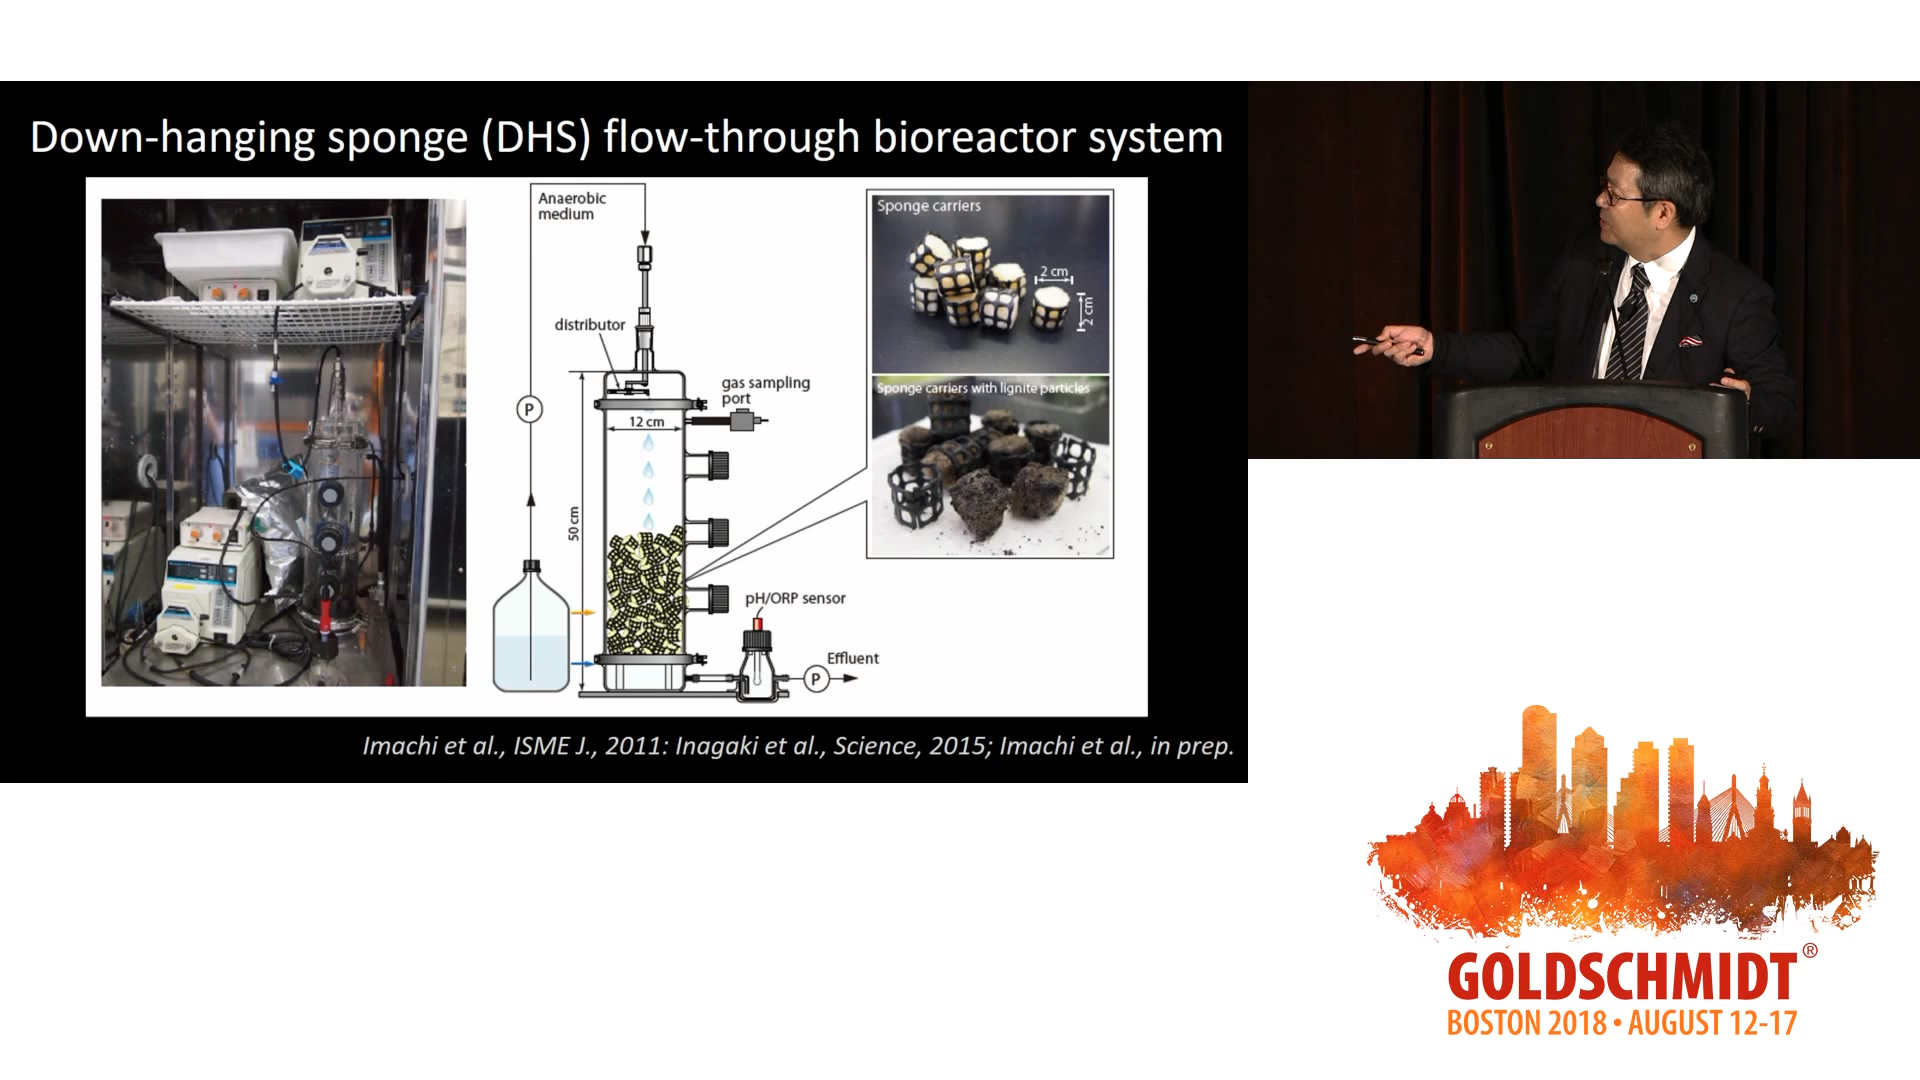 Down-hanging sponge (DHS) flow-through bioreactor system
Anaerobic
medium
distributor
P
12 cm
50 cm
gas sampling
port
pH/ORP sensor
Effluent
P
Sponge carriers
2 cm
2 cm
Sponge carriers with lignite particles
Imachi et al., ISME J., 2011: Inagaki et al., Science, 2015; Imachi et al., in prep.
GOLDSCHMIDT®
BOSTON 2018 • AUGUST 12-17